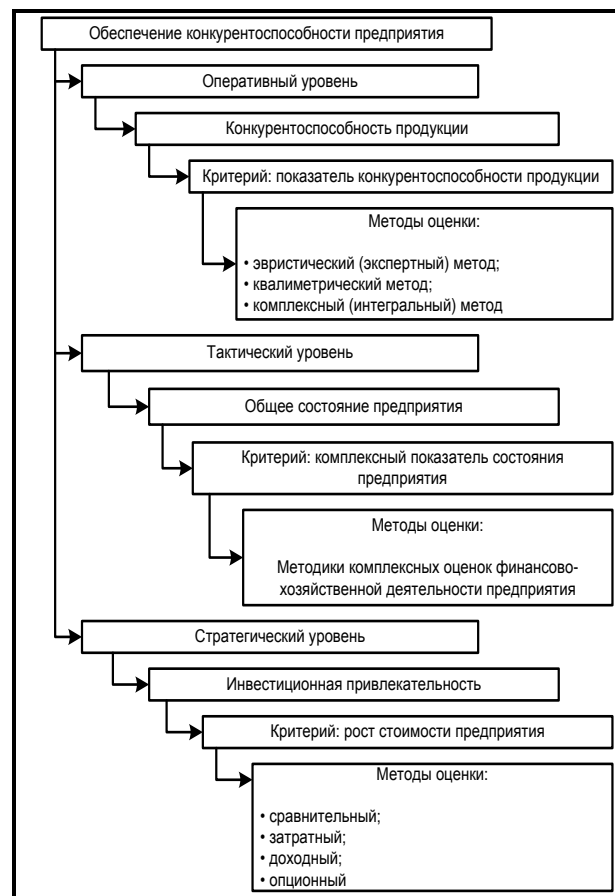 Обеспечение конкурентоспособности предприятия
Оперативный уровень
Конкурентоспособность продукции
Критерий: показатель конкурентоспособности продукции
Методы оценки:
• эвристический (экспертный) метод;
• квалиметрический метод;
• комплексный (интегральный) метод
Тактический уровень
Общее состояние предприятия
Критерий: комплексный показатель состояния
предприятия
Методы оценки:
Методики комплексных оценок финансово-
хозяйственной деятельности предприятия
Стратегический уровень
Инвестиционная привлекательность
Критерий: рост стоимости предприятия
Методы оценки:
• сравнительный;
• затратный;
• доходный;
• опционный